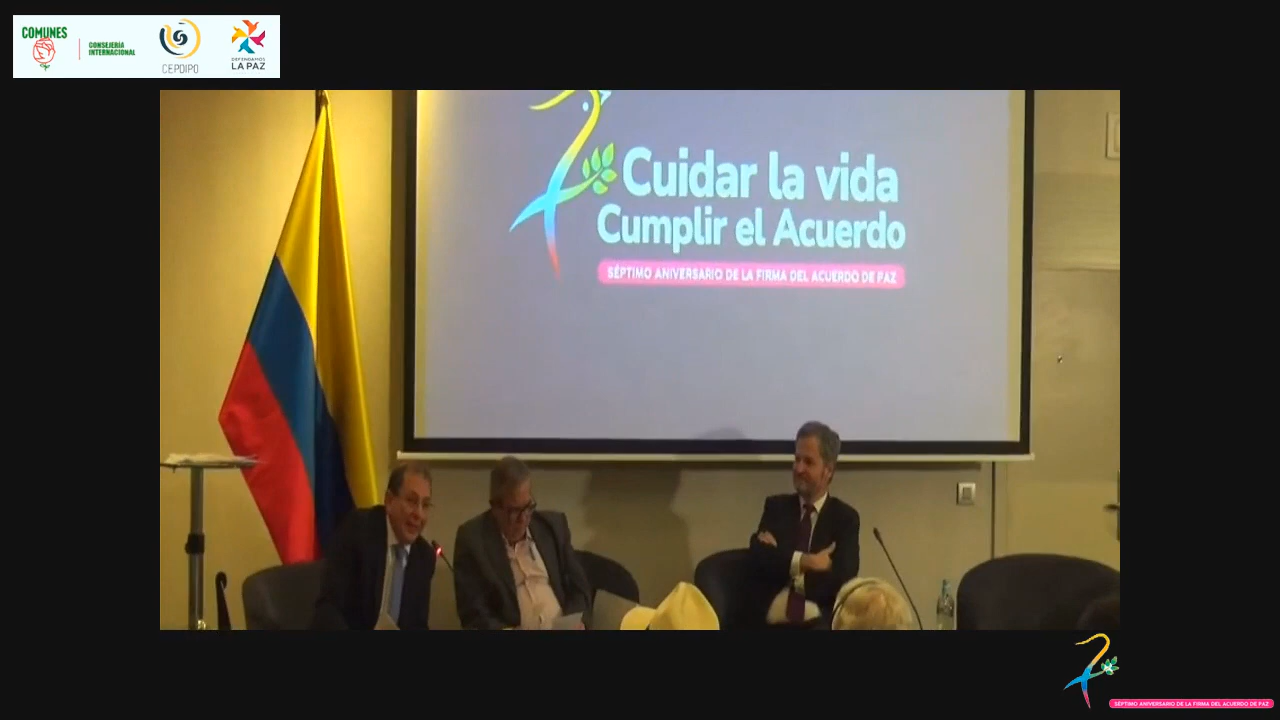 COMUNES
CONSEJERÍA
INTERNACIONAL
CEPDIPO
DEFENDAMOS
LA PAZ
Cuidar la vida
Cumplir el Acuerdo
SÉPTIMO ANIVERSARIO DE LA FIRMA DEL ACUERDO DE PAZ
SÉPTIMO ANIVERSARIO DE LA FIRMA DEL ACUERDO DE PAZ